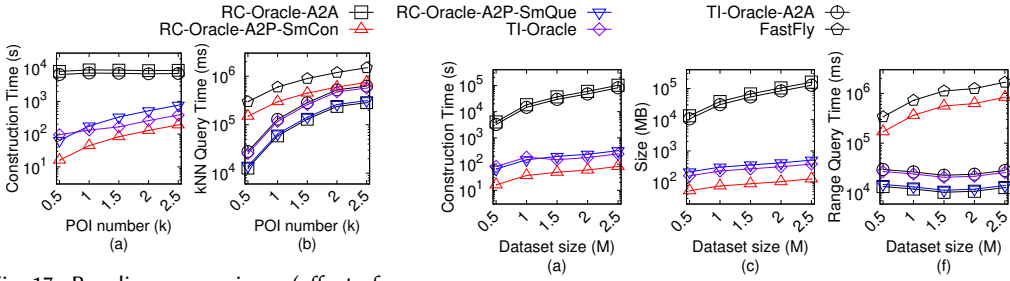 RC-Oracle-A2A
RC-Oracle-A2P-SmCon
RC-Oracle-A2P-SmQue
TI-Oracle
TI-Oracle-A2A
FastFly
Construction Time (s)
10^4
10^3
10^2
10^1
0.5 1 1.5 2 2.5
POI number (k)
(a)
kNN Query Time (ms)
10^6
10^5
10^4
0.5 1 1.5 2 2.5
POI number (k)
(b)
Construction Time (s)
10^5
10^4
10^3
10^2
10^1
0.5 1 1.5 2 2.5
Dataset size (M)
(a)
Size (MB)
10^5
10^4
10^3
10^2
0.5 1 1.5 2 2.5
Dataset size (M)
(c)
Range Query Time (ms)
10^6
10^5
10^4
0.5 1 1.5 2 2.5
Dataset size (M)
(f)